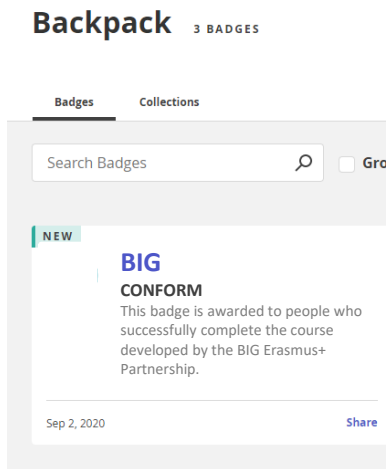 Backpack 3 BADGES
Badges Collections
Search Badges
NEW
BIG
CONFORM
This badge is awarded to people who
successfully complete the course
developed by the BIG Erasmus+
Partnership.
Sep 2, 2020 Share